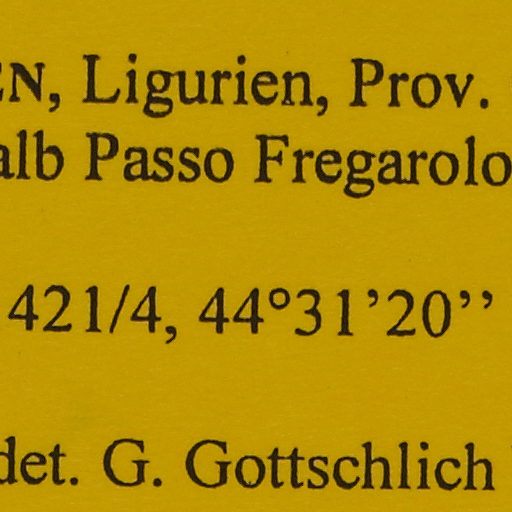 EN, Ligurien, Prov.
alb Passo Fregarolo
421/4, 44°31’20’’
det. G. Gottschlich